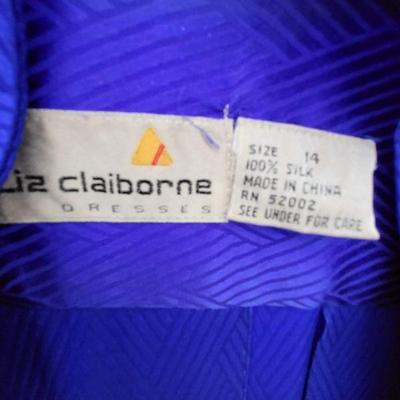 Liz claiborne
DRESSES
SIZE 14
100% SILK
MADE IN CHINA
RN 52002
SEE UNDER FOR CARE